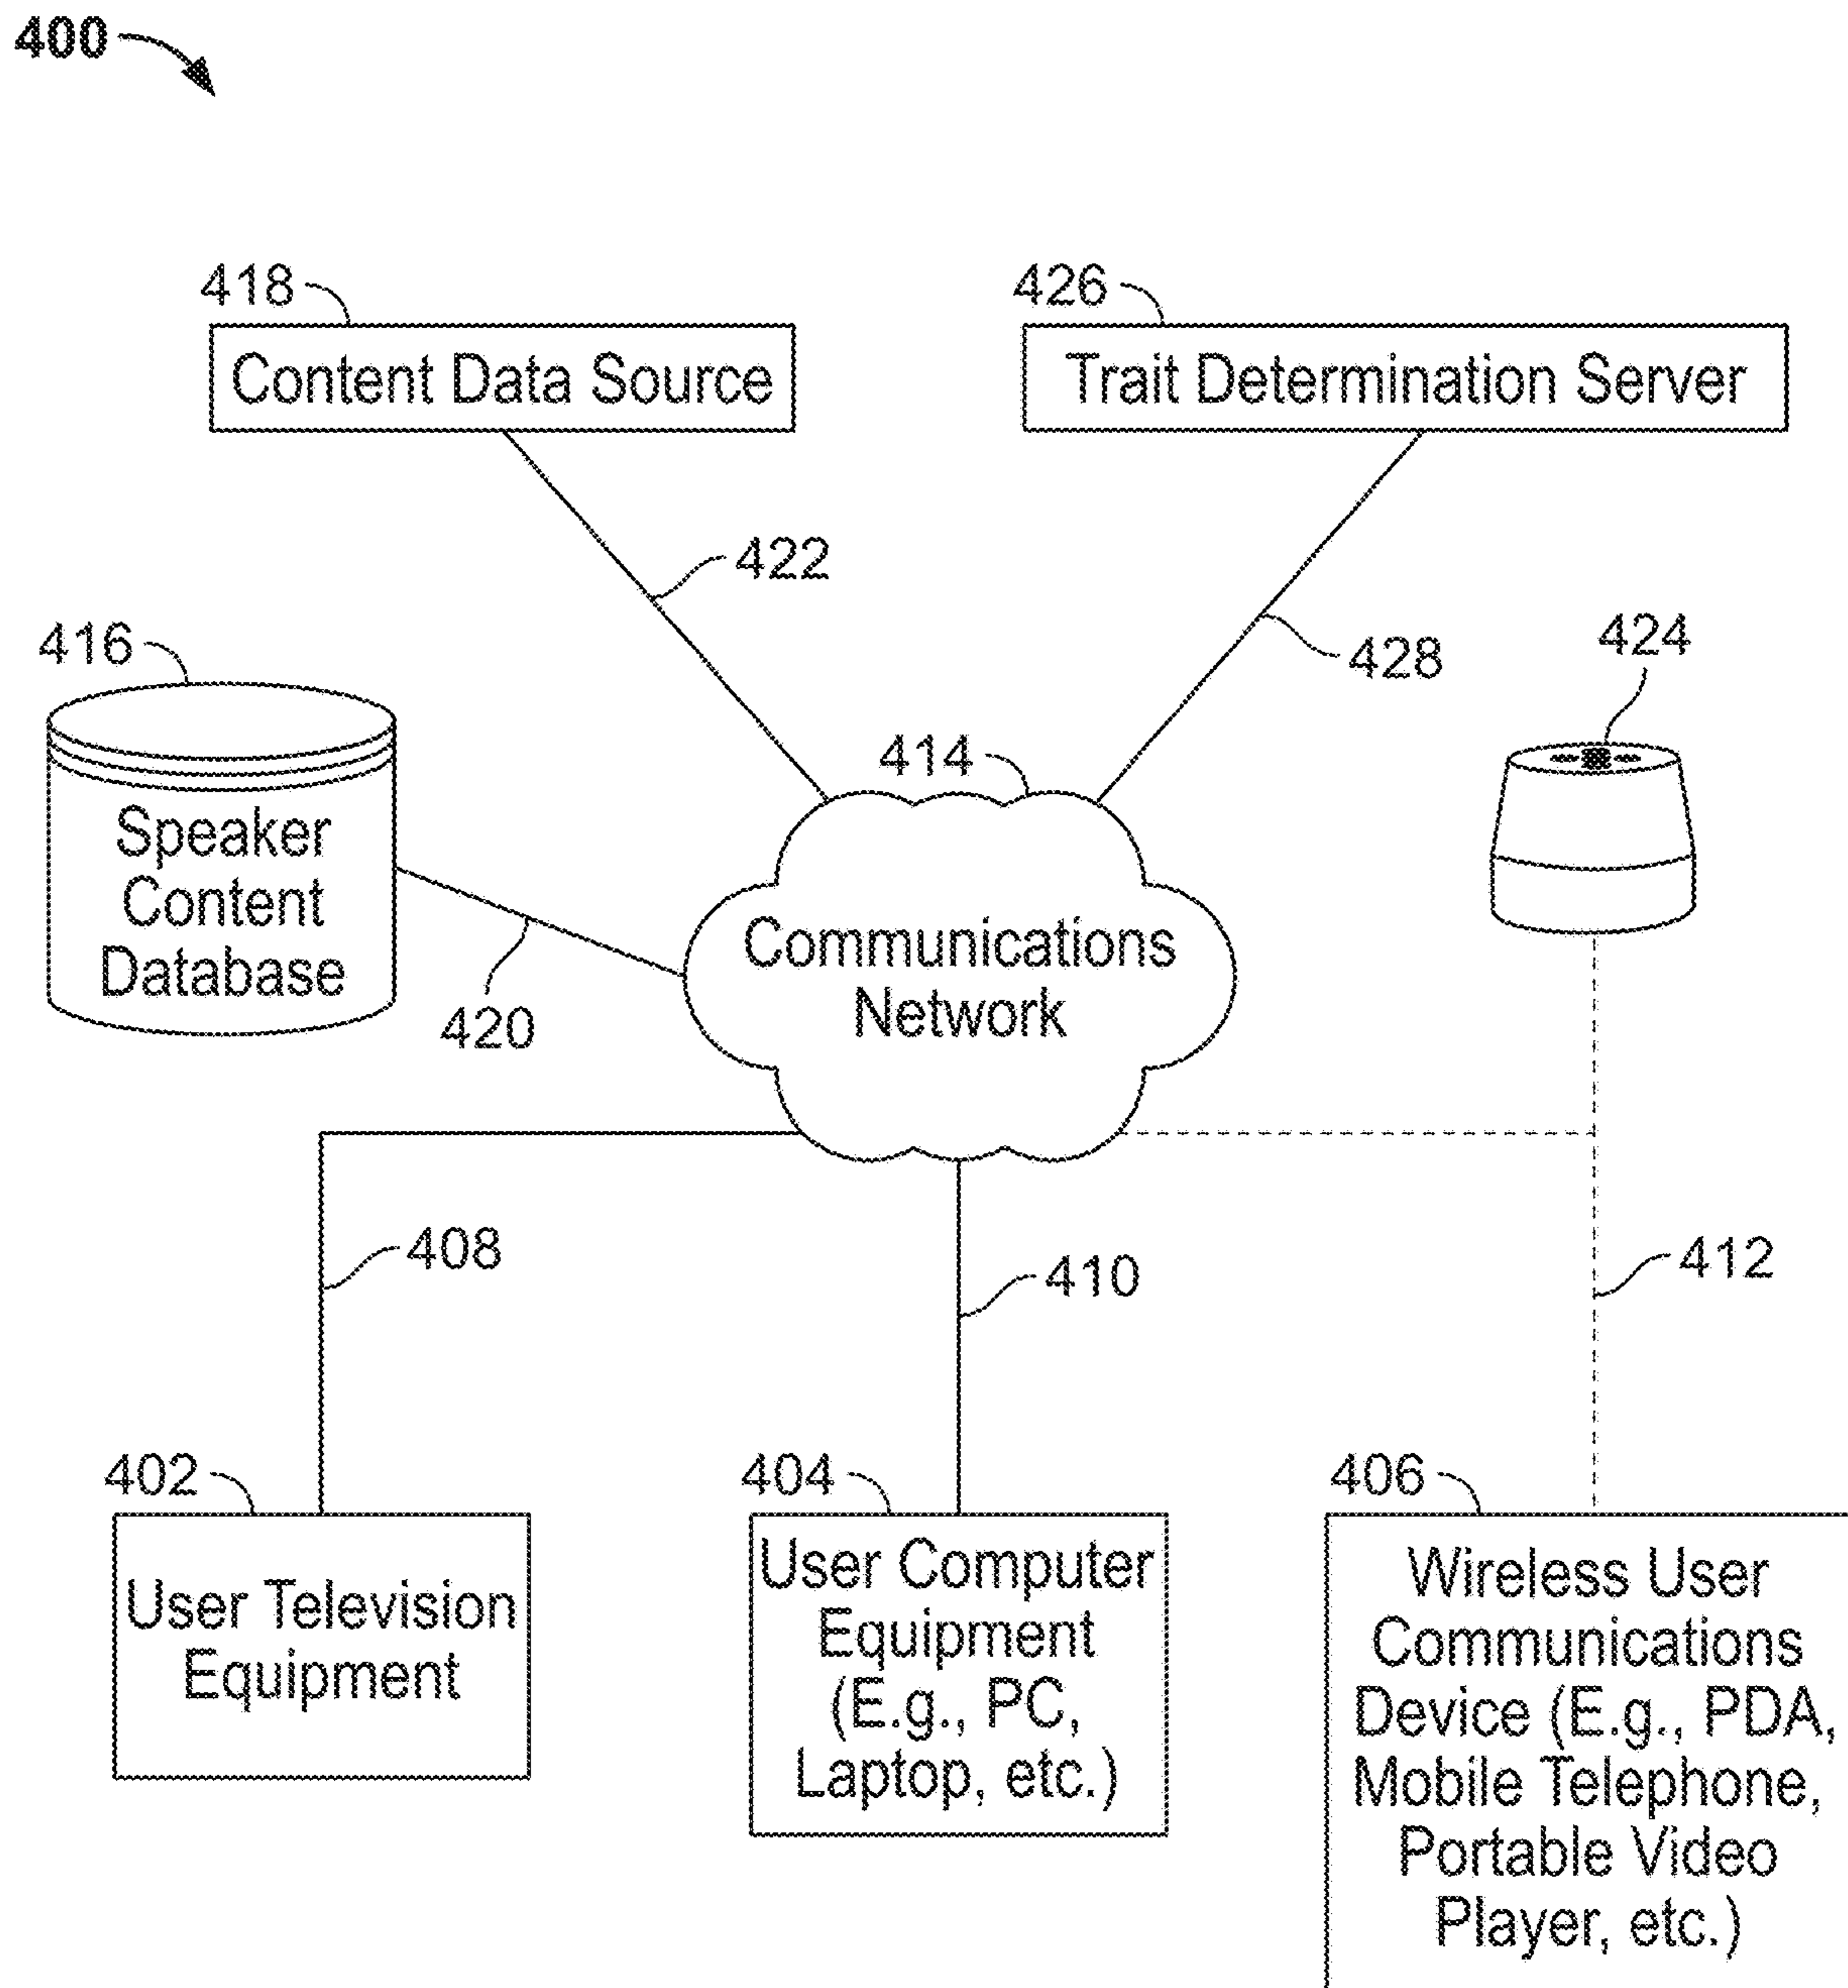 400
418
426
Content Data Source
Trait Determination Server
422
428
416
424
414
Speaker
Content
Database
420
Communications
Network
408
410
412
402
404
406
User Television
Equipment
User Computer
Equipment
(E.g., PC,
Laptop, etc.)
Wireless User
Communications
Device (E.g., PDA,
Mobile Telephone,
Portable Video
Player, etc.)